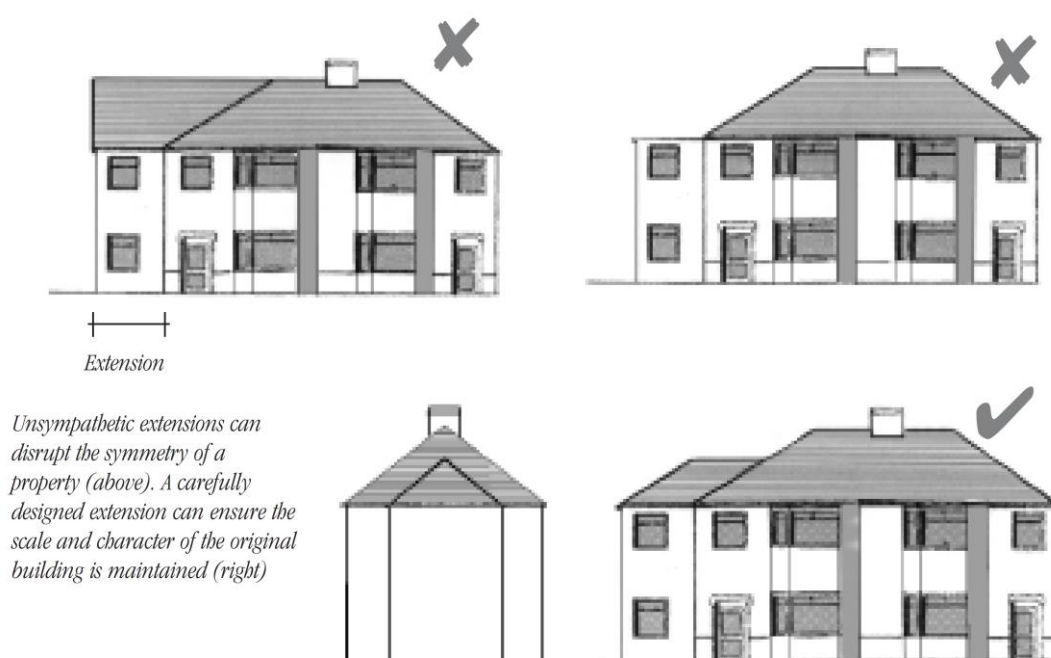 Extension
Unsympathetic extensions can
disrupt the symmetry of a
property (above). A carefully
designed extension can ensure the
scale and character of the original
building is maintained (right)